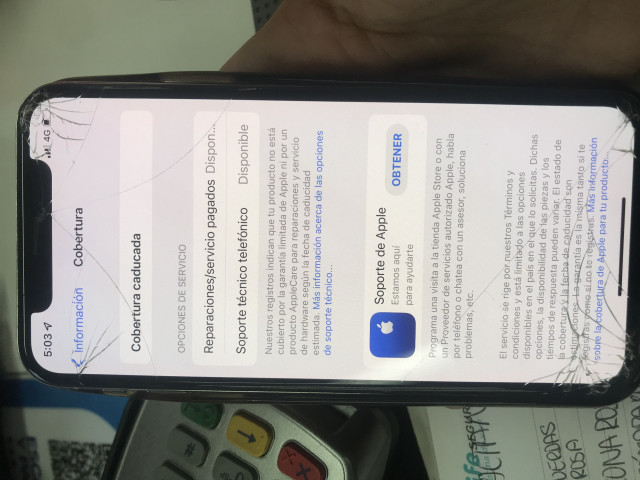 5:03
4G
Información
Cobertura
Cobertura caducada
OPCIONES DE SERVICIO
Reparaciones/servicio pagados Dispon...
Soporte técnico telefónico Disponible
Nuestros registros indican que tu producto no está
cubierto por la garantía limitada de Apple ni por un
producto AppleCare para reparaciones y servicio
de hardware según la fecha de caducidad
estimada. Más información acerca de las opciones
de soporte técnico...
Soporte de Apple
Estamos aquí
para ayudarte
OBTENER
Programa una visita a la tienda Apple Store o con
un Proveedor de servicios autorizado Apple, habla
por teléfono o chatea con un asesor, soluciona
problemas, etc.
El servicio se rige por nuestros Términos y
condiciones y está limitado a las opciones
disponibles en el país en el que lo solicitas. Dichas
opciones, la disponibilidad de las piezas y los
tiempos de respuesta pueden variar. El estado de
la cobertura y la fecha de caducidad son
la garantía es la misma tanto si te
registras como si no te registras. Más información
sobre la cobertura de Apple para tu producto...
ROSA